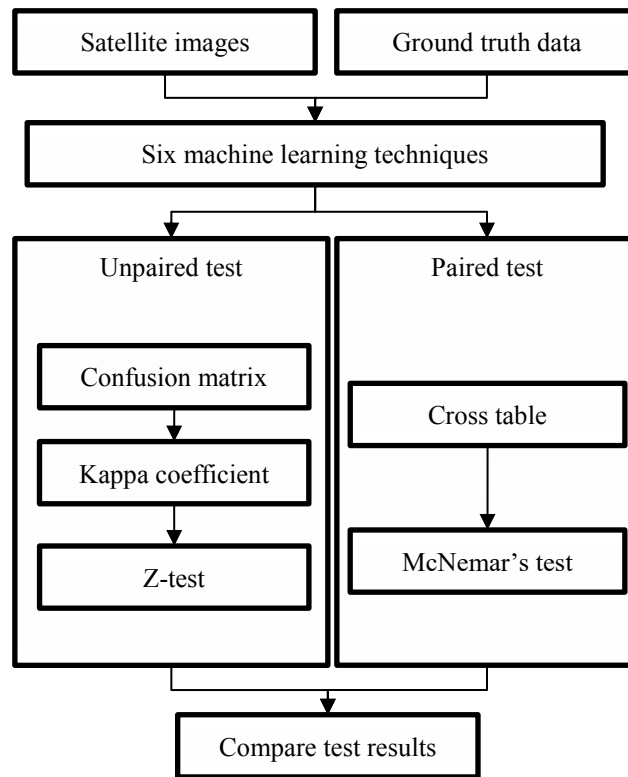 Satellite images
Ground truth data
Six machine learning techniques
Unpaired test
Confusion matrix
Kappa coefficient
Z-test
Paired test
Cross table
McNemar’s test
Compare test results